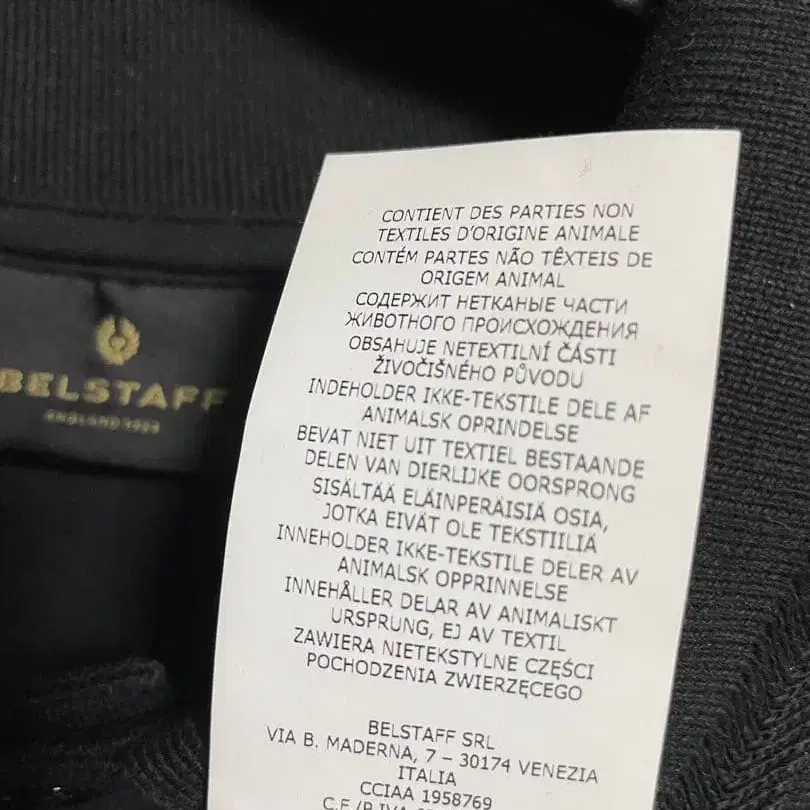 BELSTAFF
ENGLAND 1924
CONTIENT DES PARTIES NON
TEXTILES D'ORIGINE ANIMALE
CONTÉM PARTES NÃO TÊXTEIS DE
ORIGEM ANIMAL
СОДЕРЖИТ НЕТКАНЫЕ ЧАСТИ
ЖИВОТНОГО ПРОИСХОЖДЕНИЯ
OBSAHUJE NETEXTILNÍ ČÁSTI
ŽIVOČIŠNÉHO PŮVODU
INDEHOLDER IKKE-TEKSTILE DELE AF
ANIMALSK OPRINDELSE
BEVAT NIET UIT TEXTIEL BESTAANDE
DELEN VAN DIERLIJKE OORSPRONG
SISÄLTÄÄ ELÄINPERÄISIÄ OSIA,
JOTKA EIVÄT OLE TEKSTIILIÄ
INNEHOLDER IKKE-TEKSTILE DELER AV
ANIMALSK OPPRINNELSE
INNEHÅLLER DELAR AV ANIMALISKT
URSPRUNG, EJ AV TEXTIL
ZAWIERA NIETEKSTYLNE CZĘŚCI
POCHODZENIA ZWIERZĘCEGO
BELSTAFF SRL
VIA B. MADERNA, 7 – 30174 VENEZIA
ITALIA
CCIAA 1958769